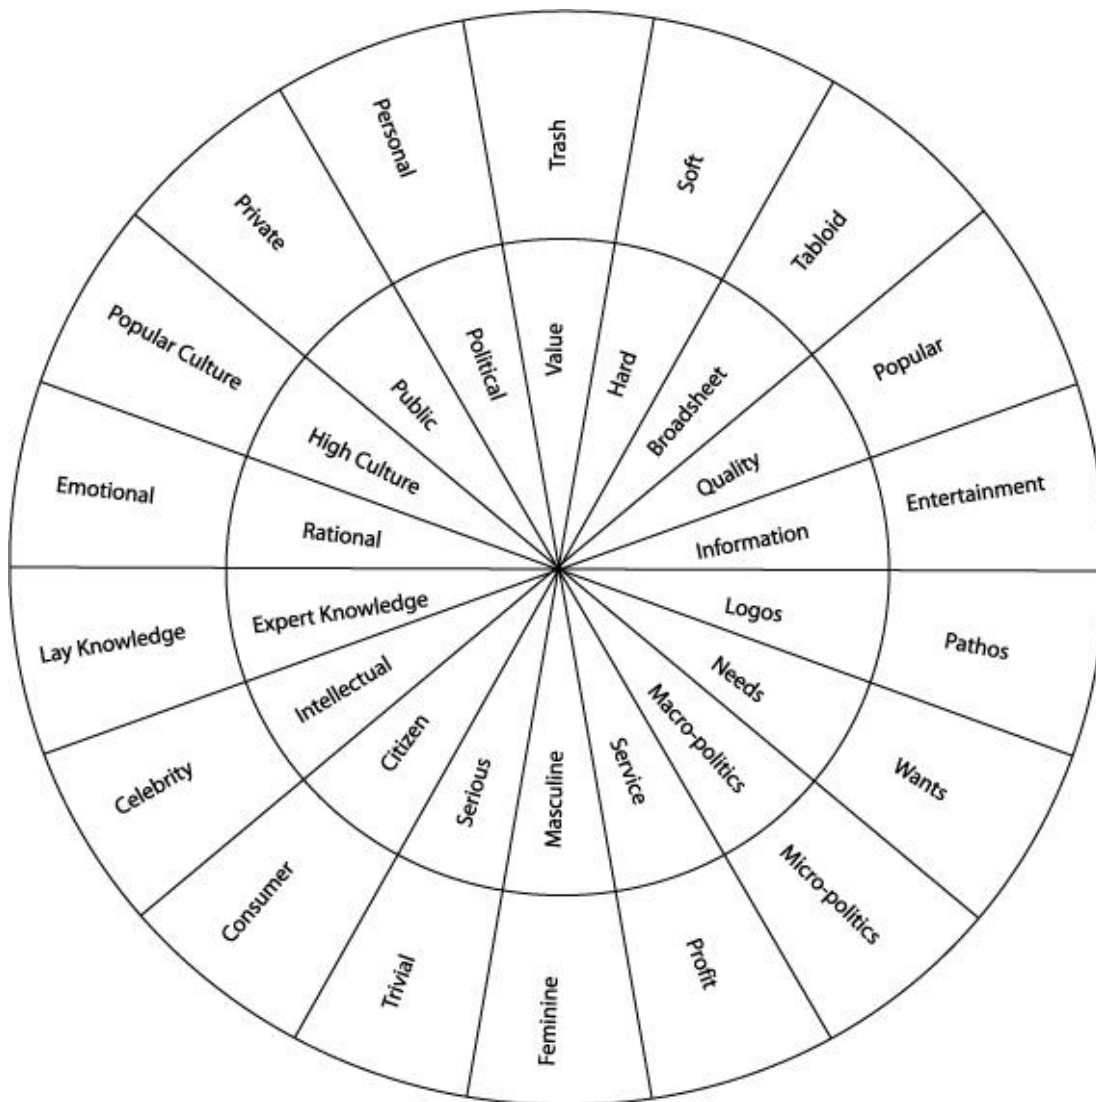 Trash
Soft
Tabloid
Popular
Entertainment
Pathos
Wants
Micro-politics
Profit
Feminine
Trivial
Consumer
Celebrity
Lay Knowledge
Emotional
Popular Culture
Private
Personal
Value
Hard
Broadsheet
Quality
Information
Logos
Needs
Macro-politics
Service
Masculine
Serious
Citizen
Intellectual
Expert Knowledge
Rational
High Culture
Public
Political